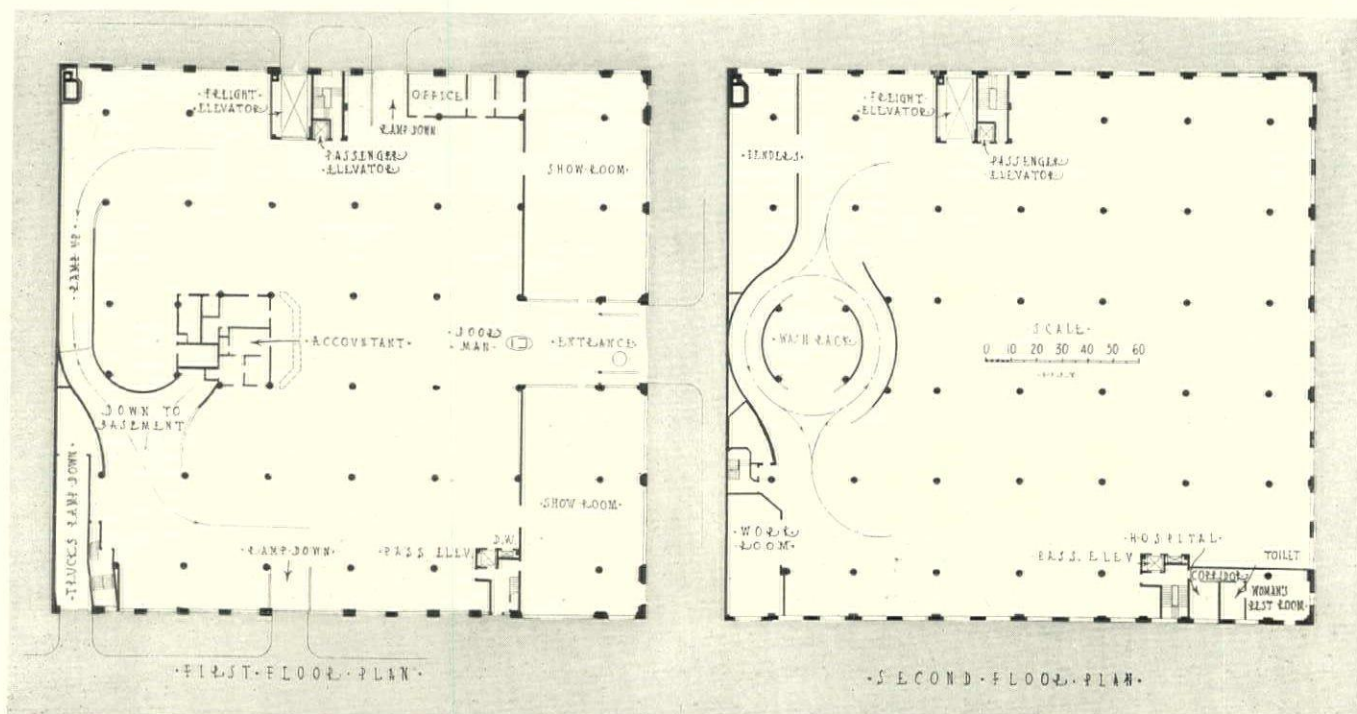 ·FREIGHT·
·ELEVATOR
PASSENGER
·ELEVATOR·
RAMP DOWN
OFFICE
·SHOW·ROOM·
·RAMP UP·
·ACCOUNTANT·
·DOOR
MAN·
·ENTRANCE·
·DOWN TO
BASEMENT·
·TRUCKS RAMP DOWN·
·RAMP·DOWN·
·PASS ELEV.
D.W.
·SHOW·ROOM·
·FIRST·FLOOR·PLAN·
·FREIGHT·
·ELEVATOR·
·PASSENGER
ELEVATOR·
·FENDERS·
·WASH RACK·
·SCALE·
0 10 20 30 40 50 60
·WORK
ROOM·
·HOSPITAL·
PASS. ELEV
TOILET
CORRIDOR
WOMANS
REST ROOM·
·SECOND·FLOOR·PLAN·